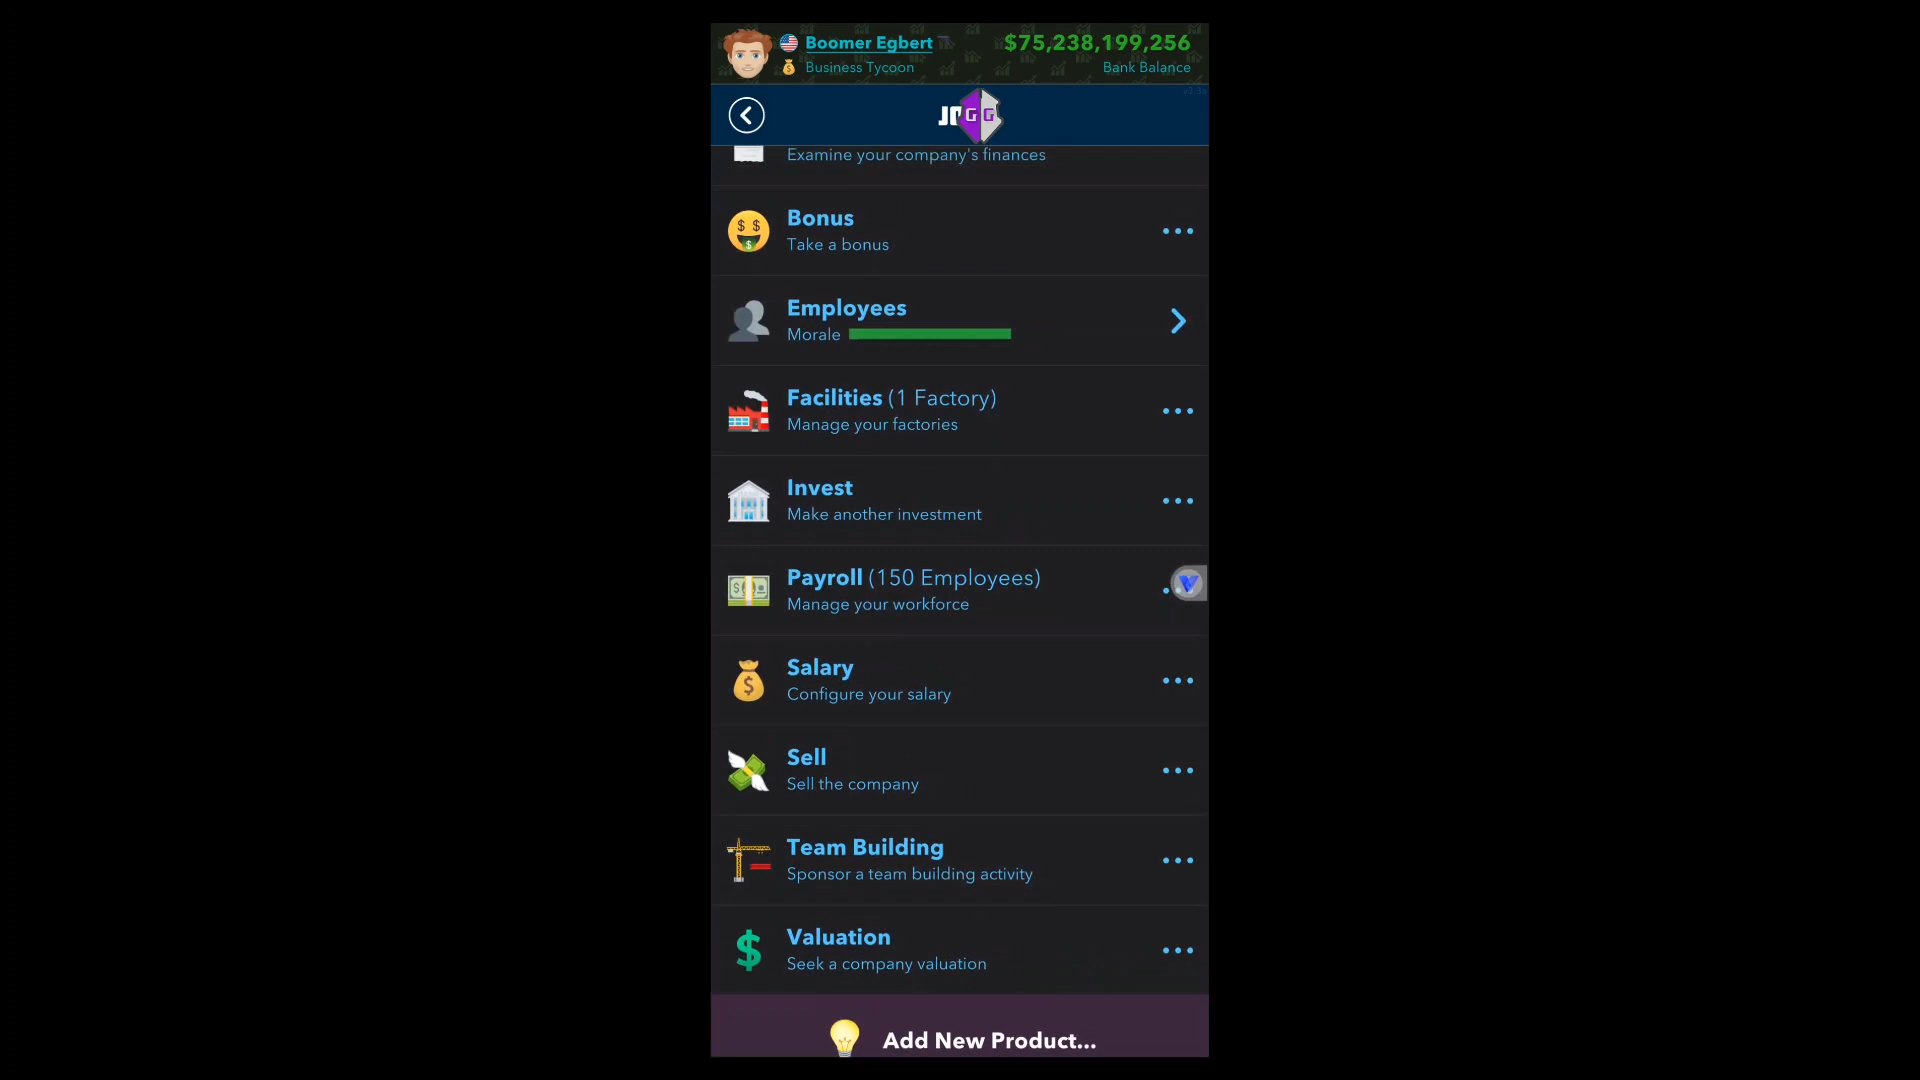 Boomer Egbert
$75,238,199,256
Business Tycoon
Bank Balance
GG
Examine your company's finances
Bonus
Take a bonus
Employees
Morale
Facilities (1 Factory)
Manage your factories
Invest
Make another investment
Payroll (150 Employees)
Manage your workforce
Salary
Configure your salary
Sell
Sell the company
Team Building
Sponsor a team building activity
Valuation
Seek a company valuation
Add New Product...